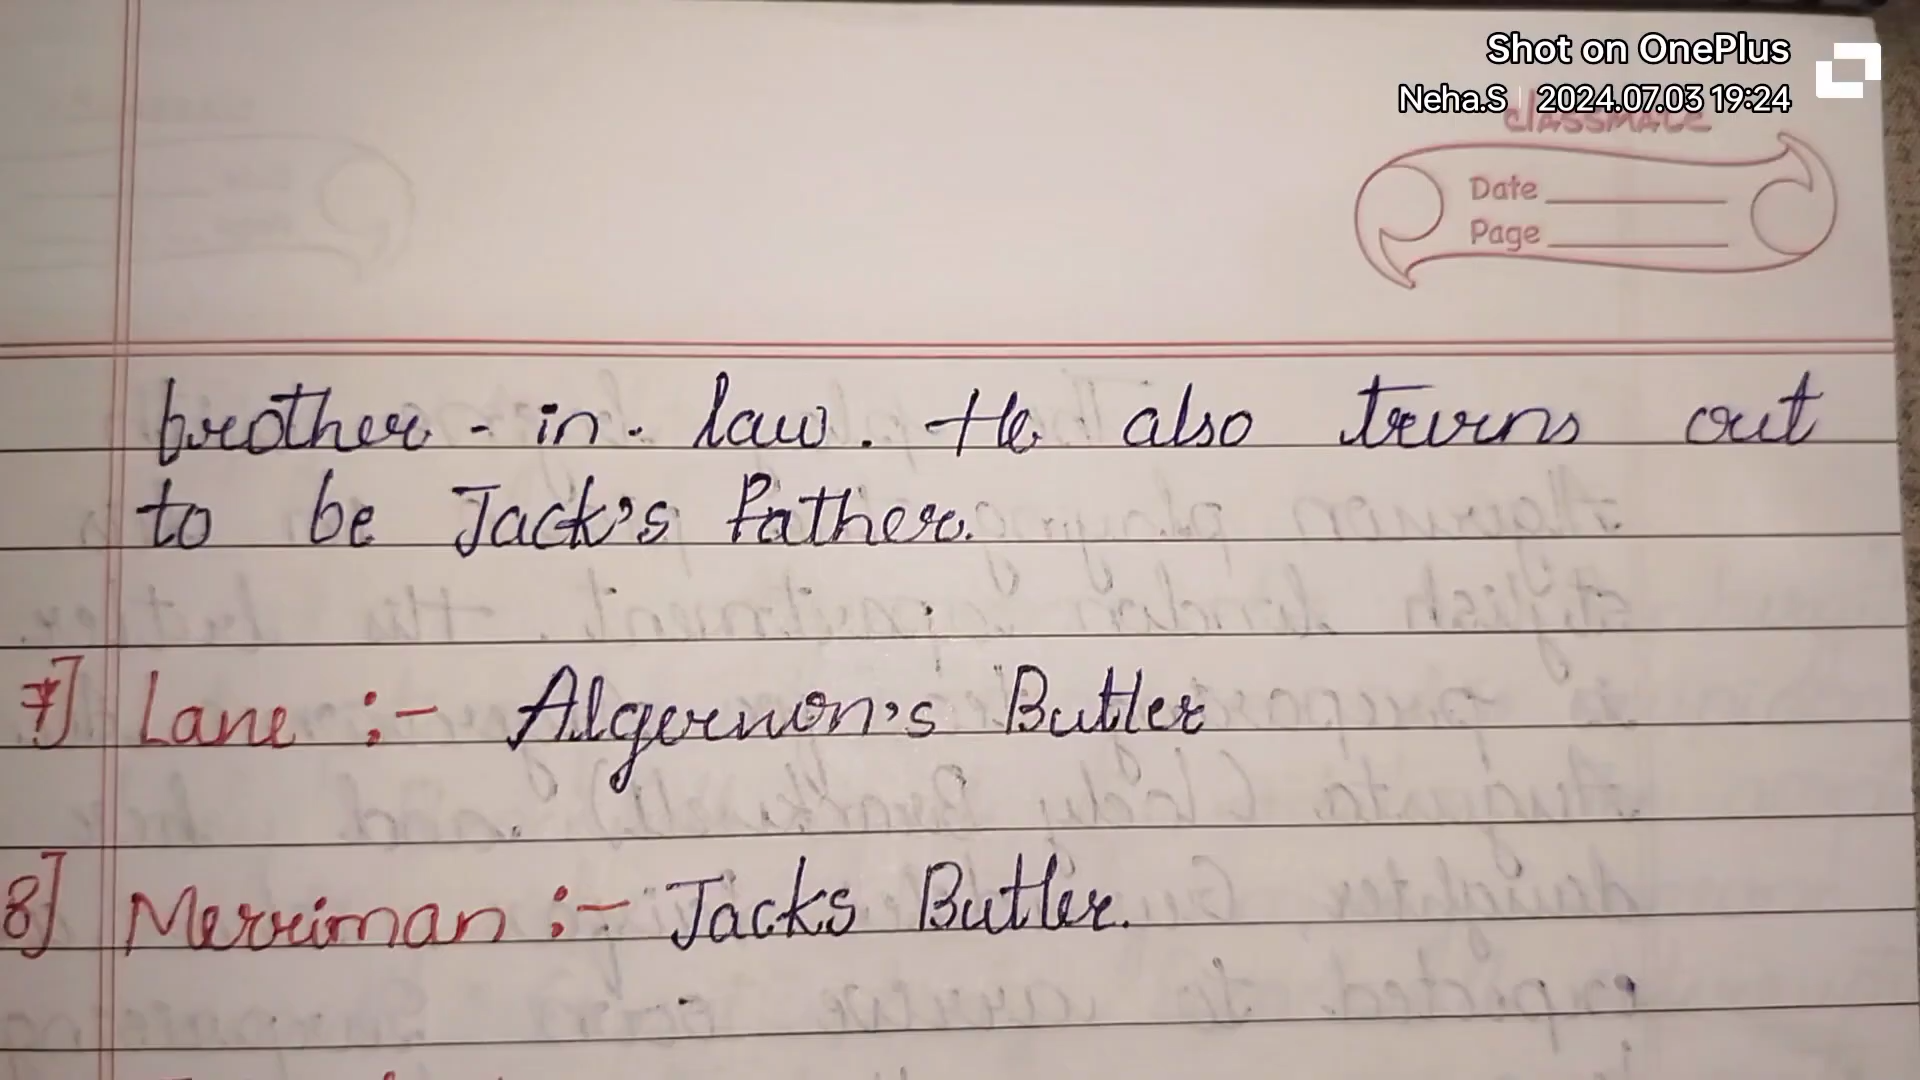 Shot on OnePlus
Neha.S 2024.07.03 19:24
classmate
Date
Page
brother - in - law. He also turns out
to be Jack's Father.
7] Lane :- Algernon's Butler
8] Merriman :- Jacks Butler.